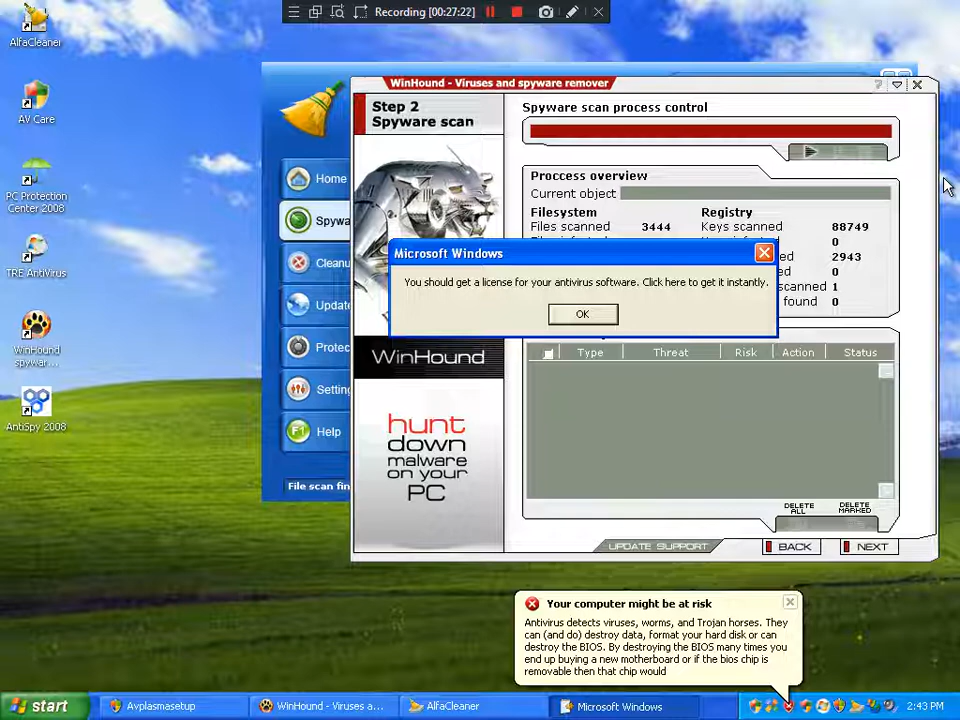 Recording [00:27:22]
AlfaCleaner
AV Care
PC Protection
Center 2008
TRE AntiVirus
WinHound
spywar...
AntiSpy 2008
WinHound - Viruses and spyware remover
Step 2
Spyware scan
Spyware scan process control
Proccess overview
Current object
Filesystem
Registry
Files scanned 3444
Keys scanned 88749
0
2943
0
scanned 1
found 0
Home
Spywa
Cleanu
Update
Protec
Settin
F1 Help
File scan fin
Microsoft Windows
You should get a license for your antivirus software. Click here to get it instantly.
OK
WinHound
Type Threat Risk Action Status
hunt
down
malware
on your
PC
DELETE
ALL
DELETE
MARKED
UPDATE SUPPORT
BACK
NEXT
Your computer might be at risk
Antivirus detects viruses, worms, and Trojan horses. They
can (and do) destroy data, format your hard disk or can
destroy the BIOS. By destroying the BIOS many times you
end up buying a new motherboard or if the bios chip is
removable then that chip would
start
Avplasmasetup
WinHound - Viruses a...
AlfaCleaner
Microsoft Windows
2:43 PM